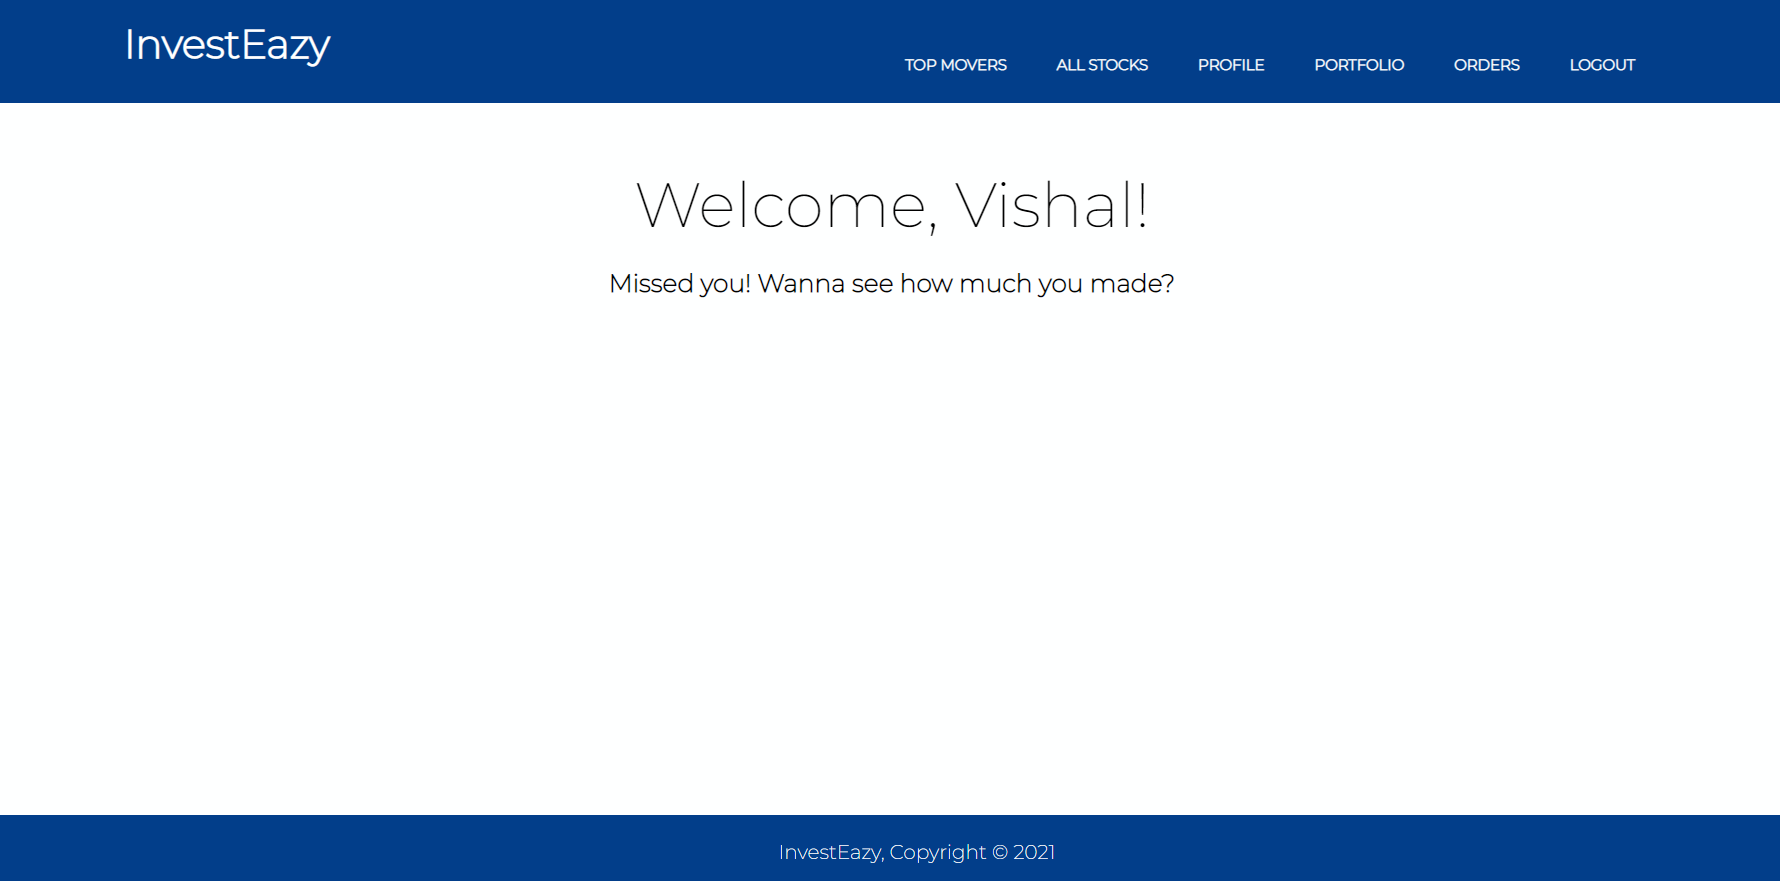 InvestEazy
TOP MOVERS ALL STOCKS PROFILE PORTFOLIO ORDERS LOGOUT
Welcome, Vishal!
Missed you! Wanna see how much you made?
InvestEazy, Copyright © 2021